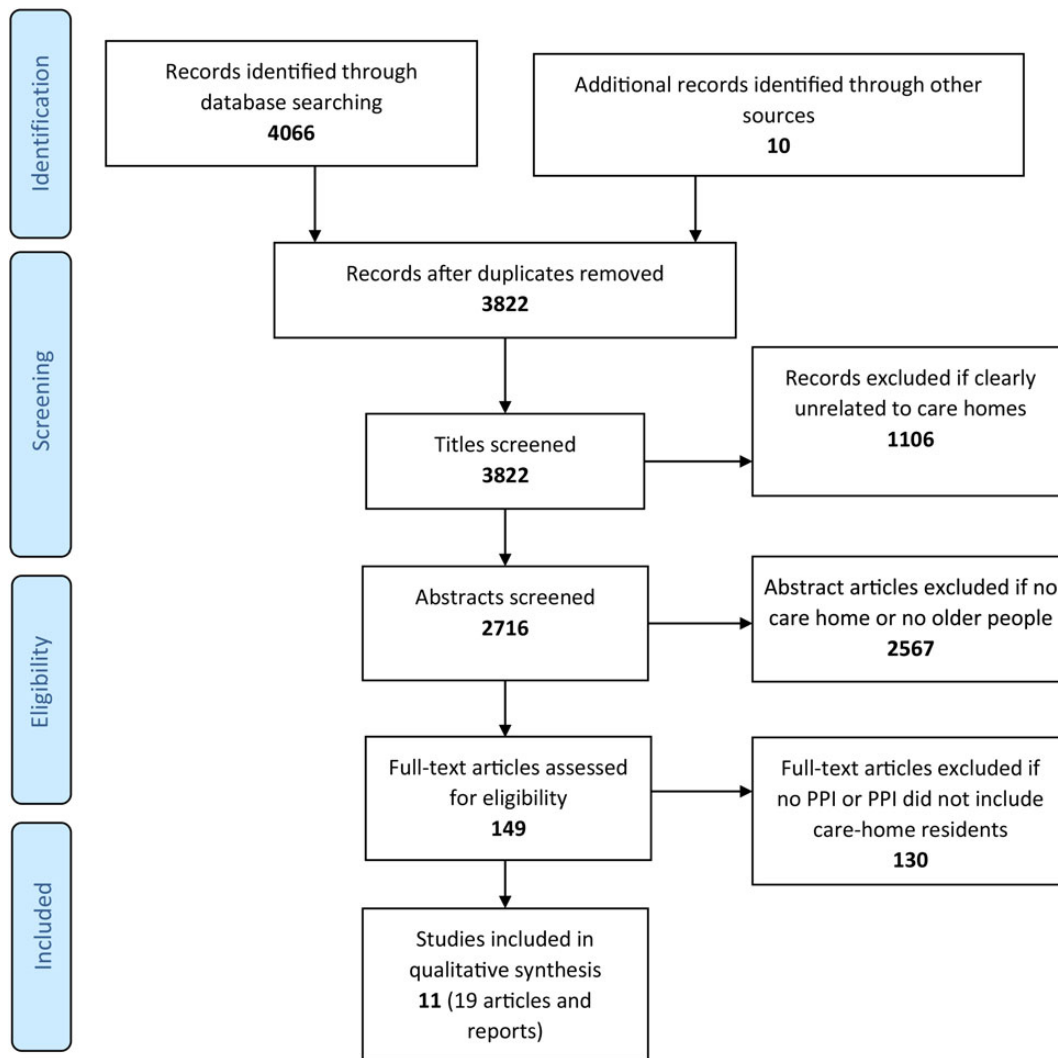 Identification
Records identified through
database searching
4066
Additional records identified through other
sources
10
Screening
Records after duplicates removed
3822
Titles screened
3822
Records excluded if clearly
unrelated to care homes
1106
Eligibility
Abstracts screened
2716
Abstract articles excluded if no
care home or no older people
2567
Full-text articles assessed
for eligibility
149
Full-text articles excluded if
no PPI or PPI did not include
care-home residents
130
Included
Studies included in
qualitative synthesis
11 (19 articles and
reports)